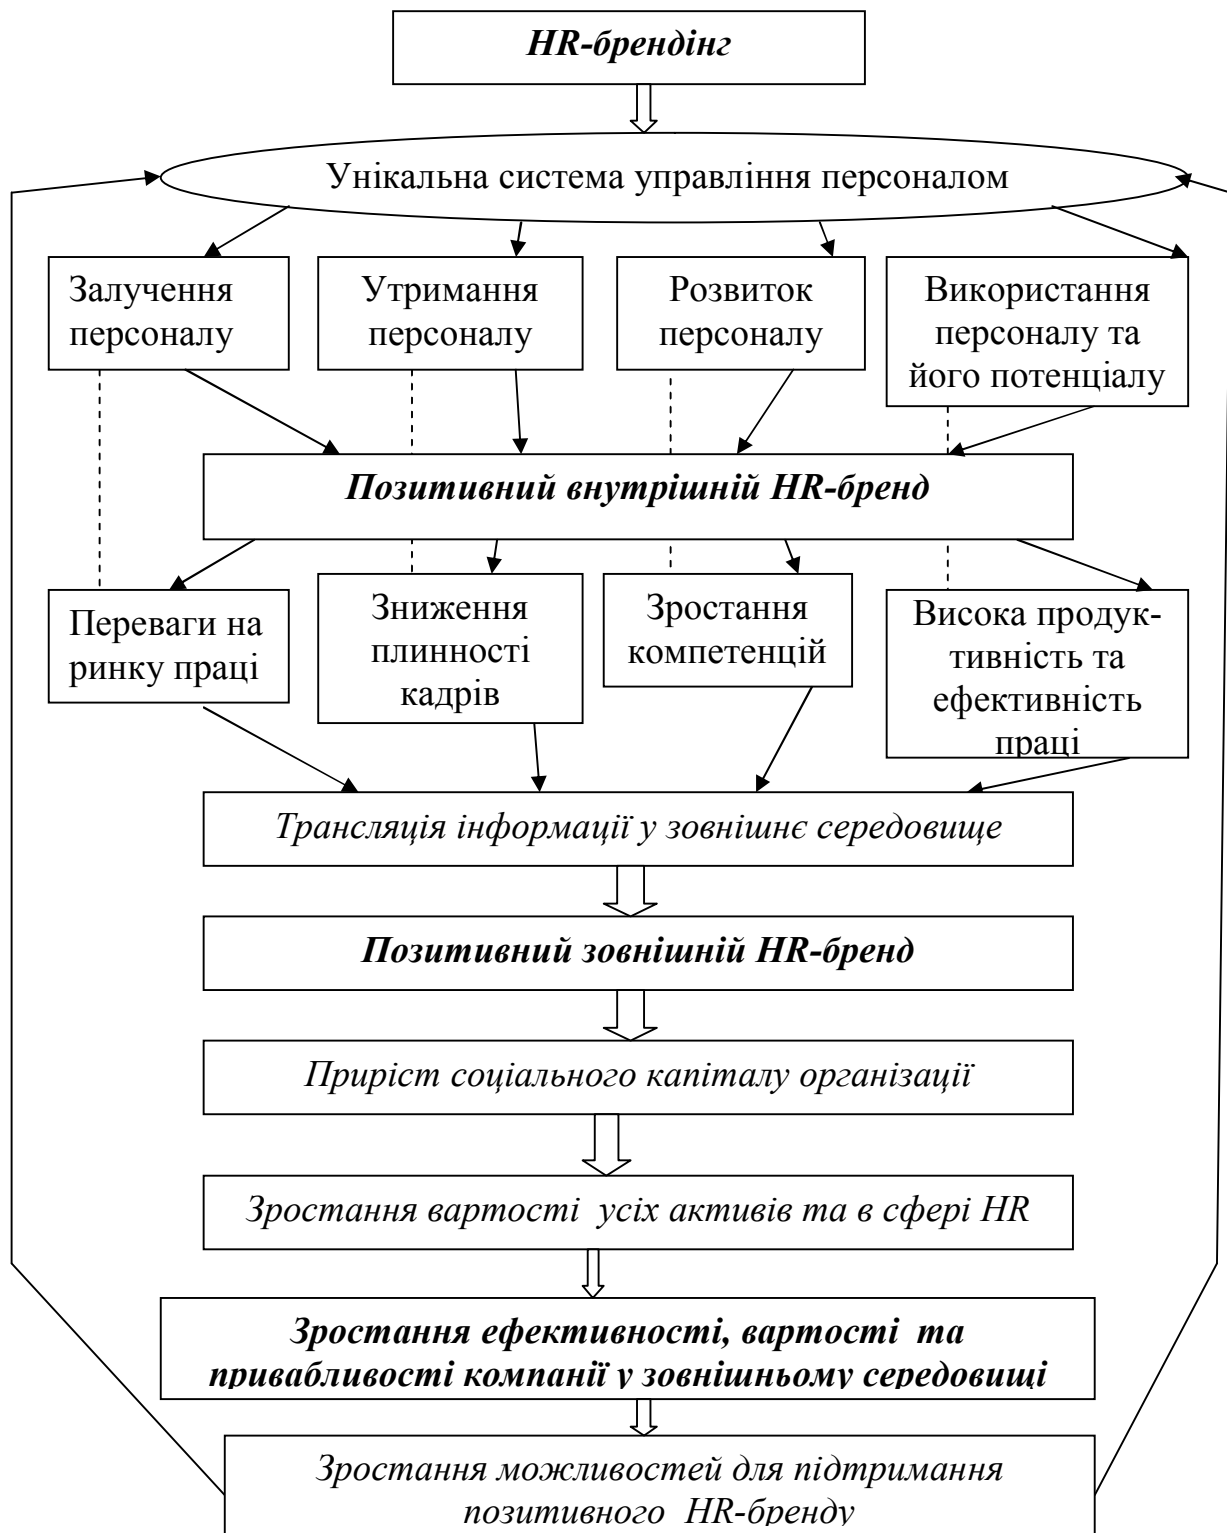 HR-брендінг
Унікальна система управління персоналом
Залучення
персоналу
Утримання
персоналу
Розвиток
персоналу
Використання
персоналу та
його потенціалу
Позитивний внутрішній HR-бренд
Переваги на
ринку праці
Зниження
плинності
кадрів
Зростання
компетенцій
Висока продук-
тивність та
ефективність
праці
Трансляція інформації у зовнішнє середовище
Позитивний зовнішній HR-бренд
Приріст соціального капіталу організації
Зростання вартості усіх активів та в сфері HR
Зростання ефективності, вартості та
привабливості компанії у зовнішньому середовищі
Зростання можливостей для підтримання
позитивного HR-бренду